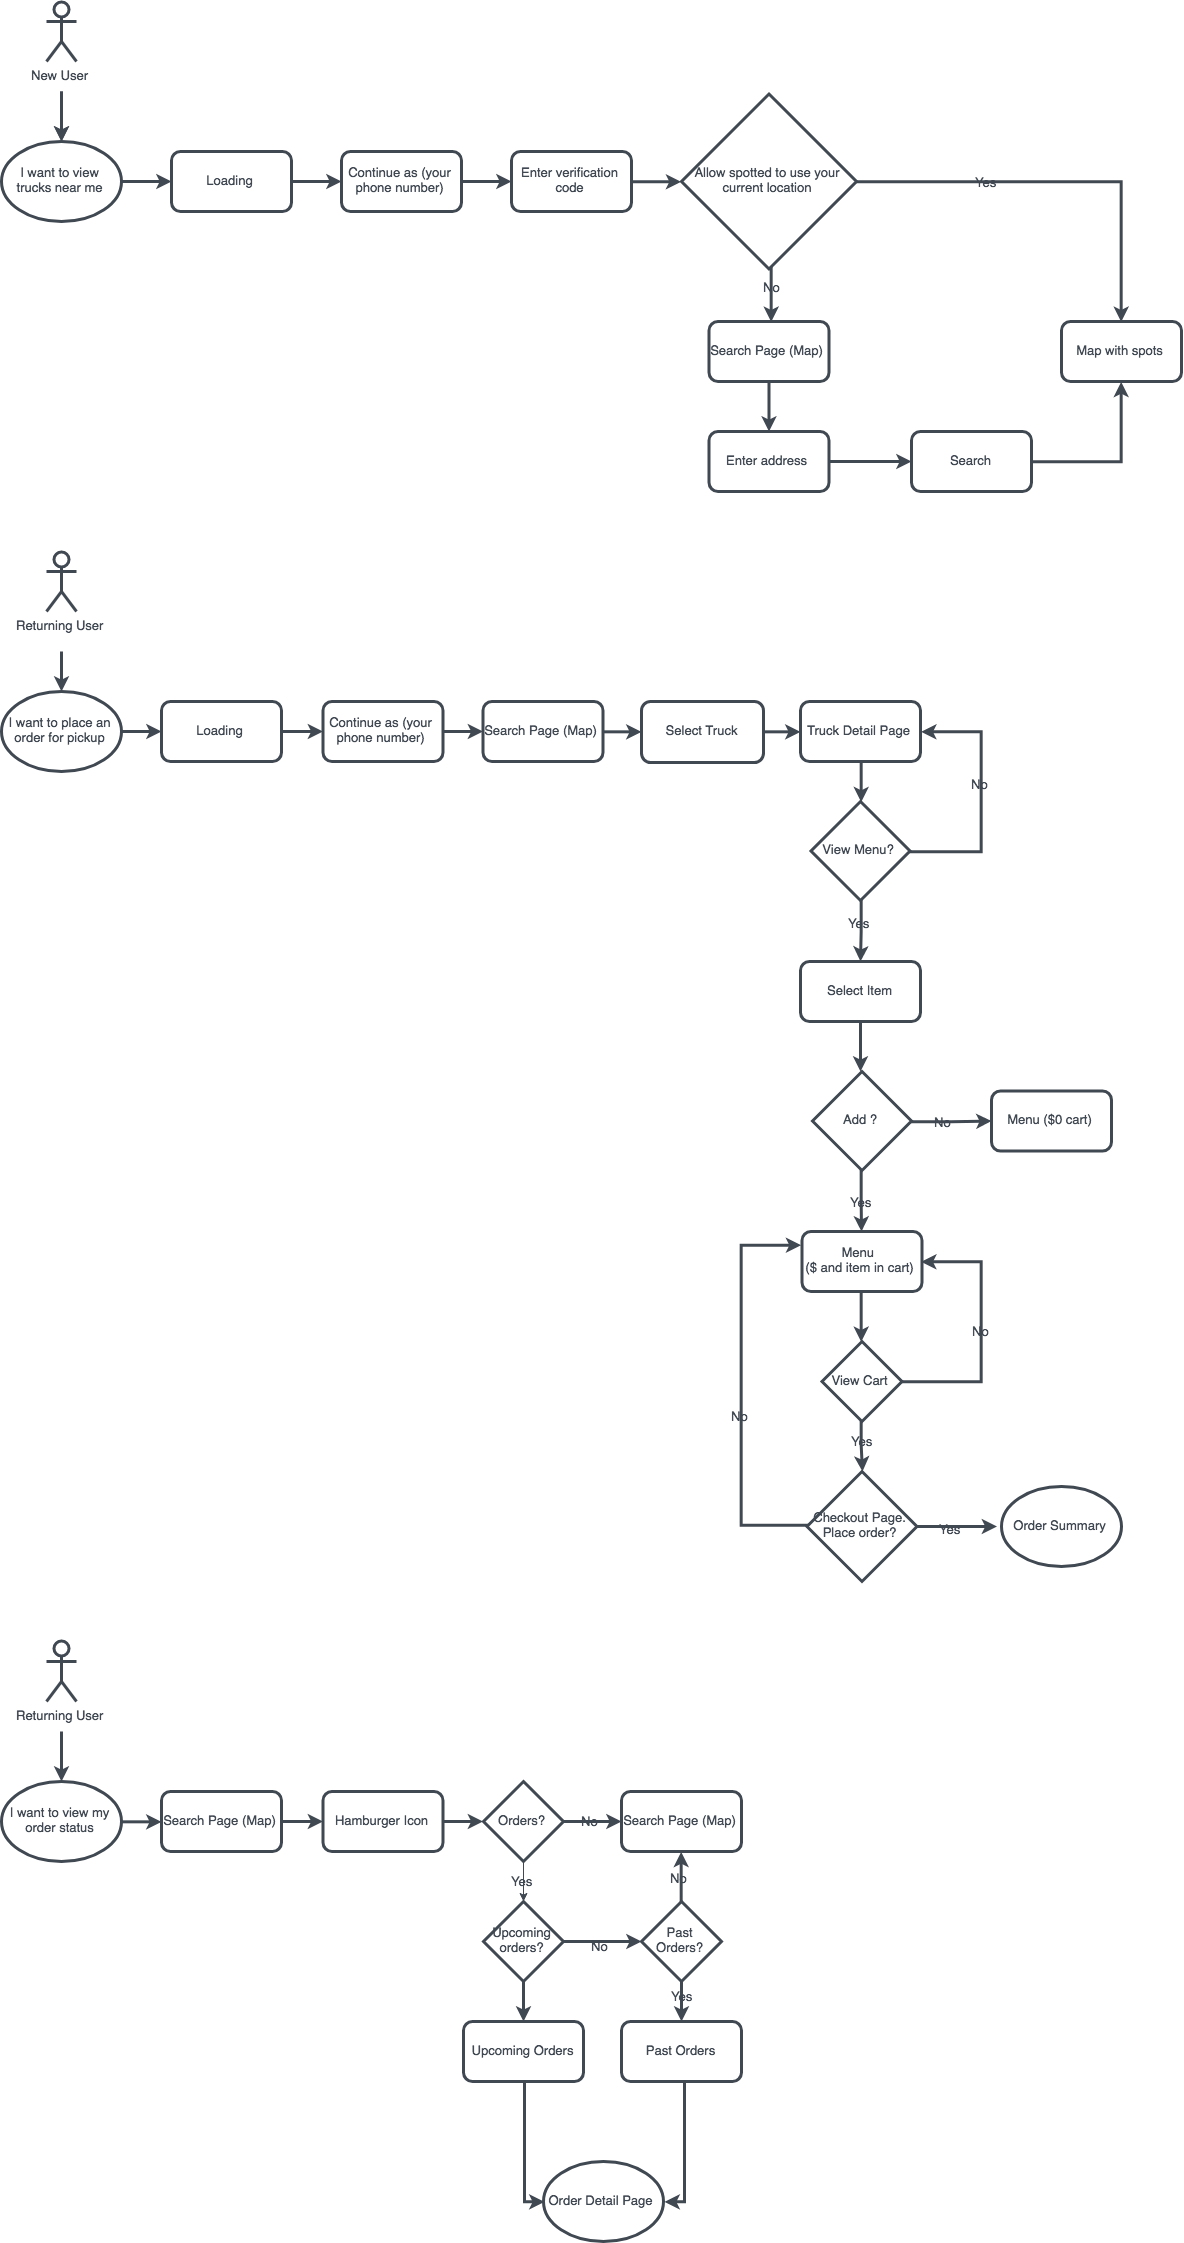 New User
I want to view
trucks near me
Loading
Continue as (your
phone number)
Enter verification
code
Allow spotted to use your
current location
Yes
No
Search Page (Map)
Map with spots
Enter address
Search
Returning User
I want to place an
order for pickup
Loading
Continue as (your
phone number)
Search Page (Map)
Select Truck
Truck Detail Page
No
View Menu?
Yes
Select Item
Add ?
No
Menu ($0 cart)
Yes
Menu
($ and item in cart)
No
View Cart
No
Yes
Checkout Page.
Place order?
Yes
Order Summary
Returning User
I want to view my
order status
Search Page (Map)
Hamburger Icon
Orders?
No
Search Page (Map)
Yes
No
Upcoming
orders?
No
Past
Orders?
Yes
Upcoming Orders
Past Orders
Order Detail Page